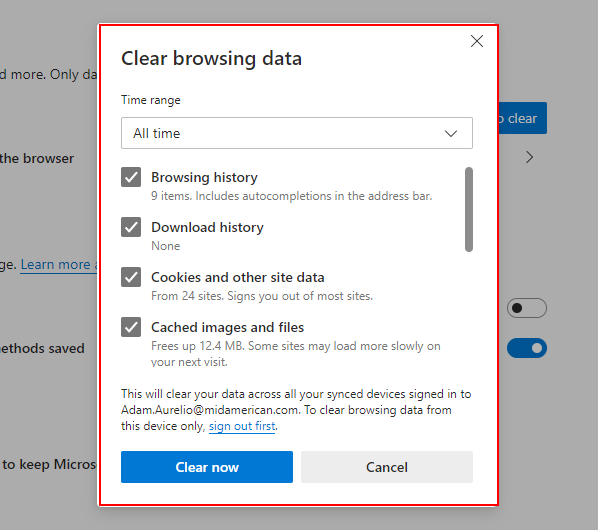 Clear browsing data
d more. Only da
Time range
All time
o clear
the browser
Browsing history
9 items. Includes autocompletions in the address bar.
Download history
None
ge. Learn more a
Cookies and other site data
From 24 sites. Signs you out of most sites.
Cached images and files
Frees up 12.4 MB. Some sites may load more slowly on
your next visit.
ethods saved
This will clear your data across all your synced devices signed in to
Adam.Aurelio@midamerican.com. To clear browsing data from
this device only, sign out first.
to keep Micros
Clear now
Cancel